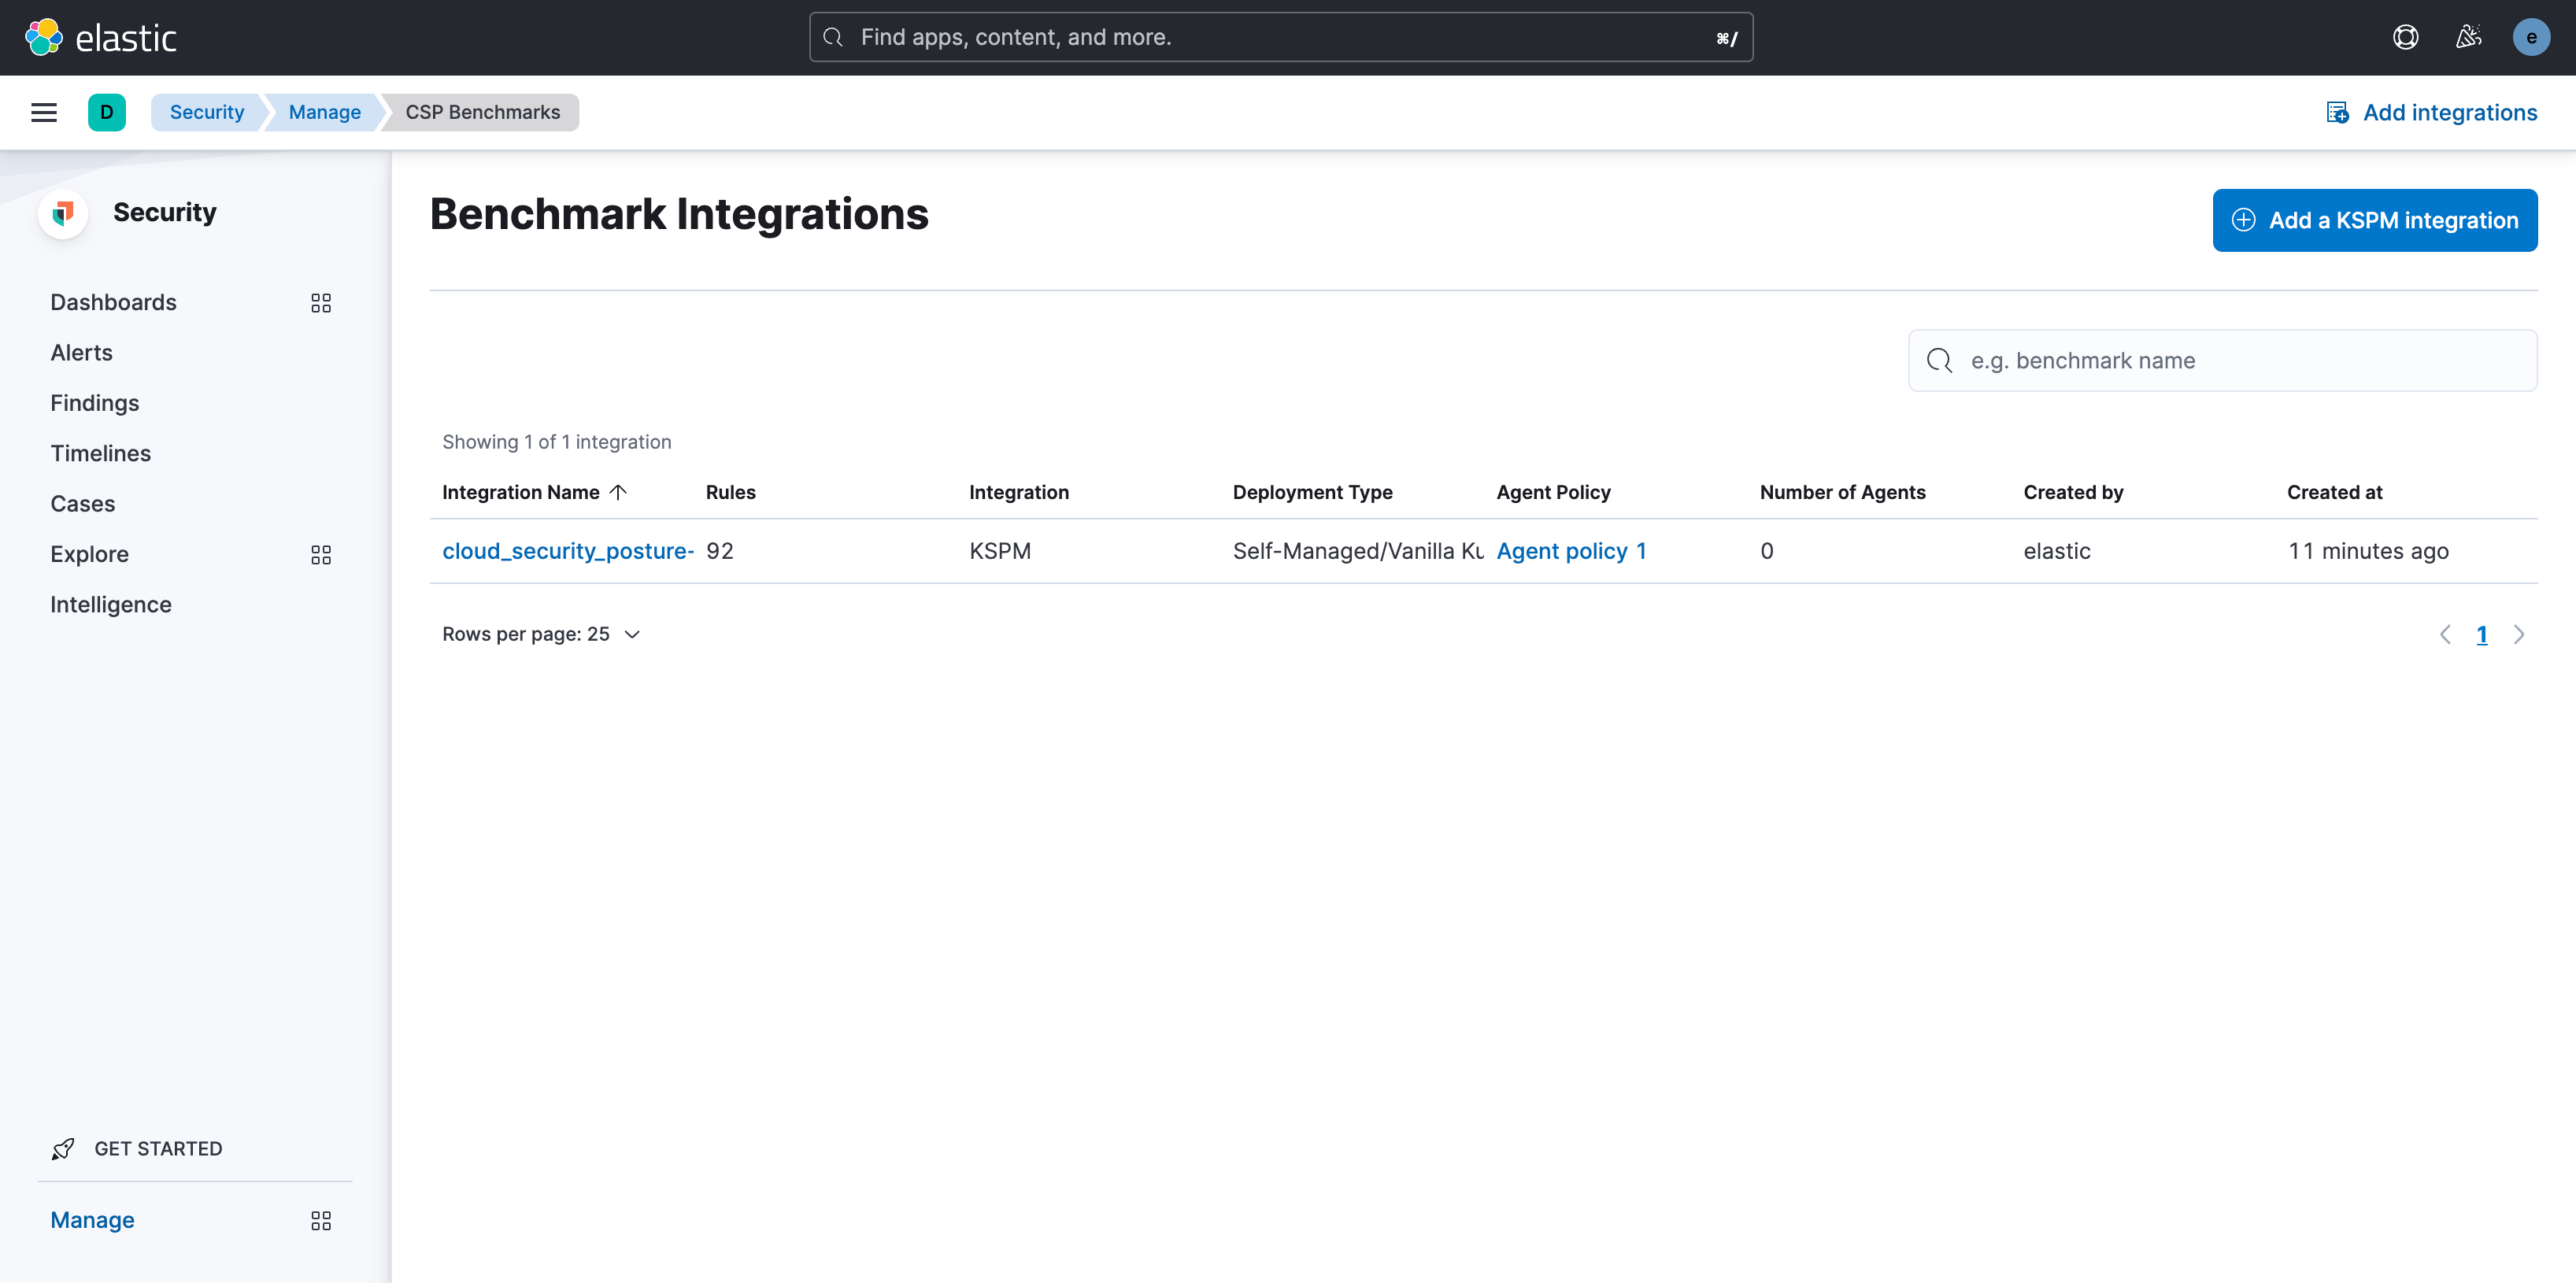 elastic
Find apps, content, and more.
⌘/
e
D
Security
Manage
CSP Benchmarks
Add integrations
Security
Dashboards
Alerts
Findings
Timelines
Cases
Explore
Intelligence
GET STARTED
Manage
Benchmark Integrations
Add a KSPM integration
e.g. benchmark name
Showing 1 of 1 integration
Integration Name Rules Integration Deployment Type Agent Policy Number of Agents Created by Created at
cloud_security_posture- 92 KSPM Self-Managed/Vanilla Ku Agent policy 1 0 elastic 11 minutes ago
Rows per page: 25
1